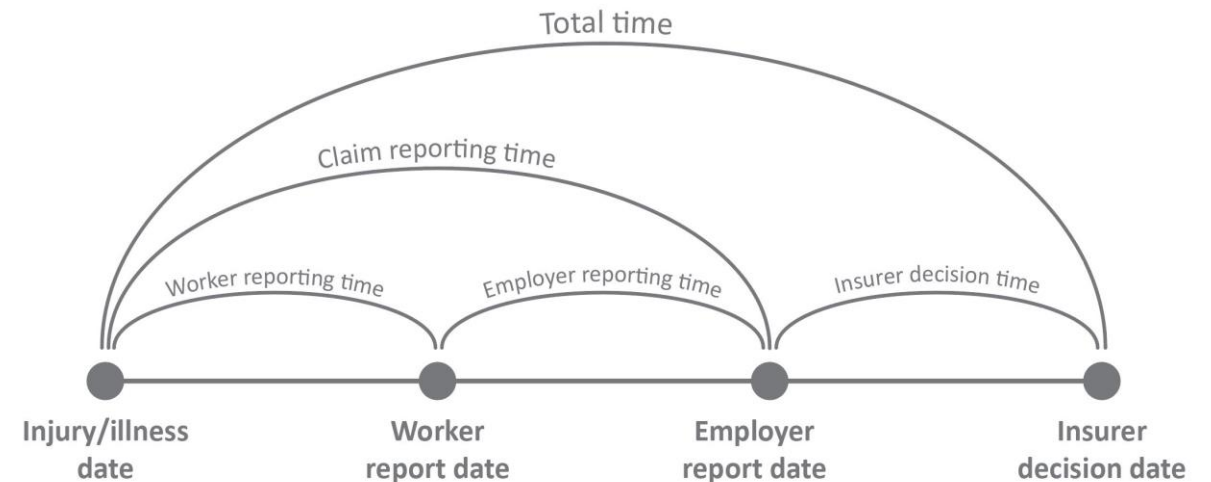 Total time
Claim reporting time
Worker reporting time
Employer reporting time
Insurer decision time
Injury/illness
date
Worker
report date
Employer
report date
Insurer
decision date